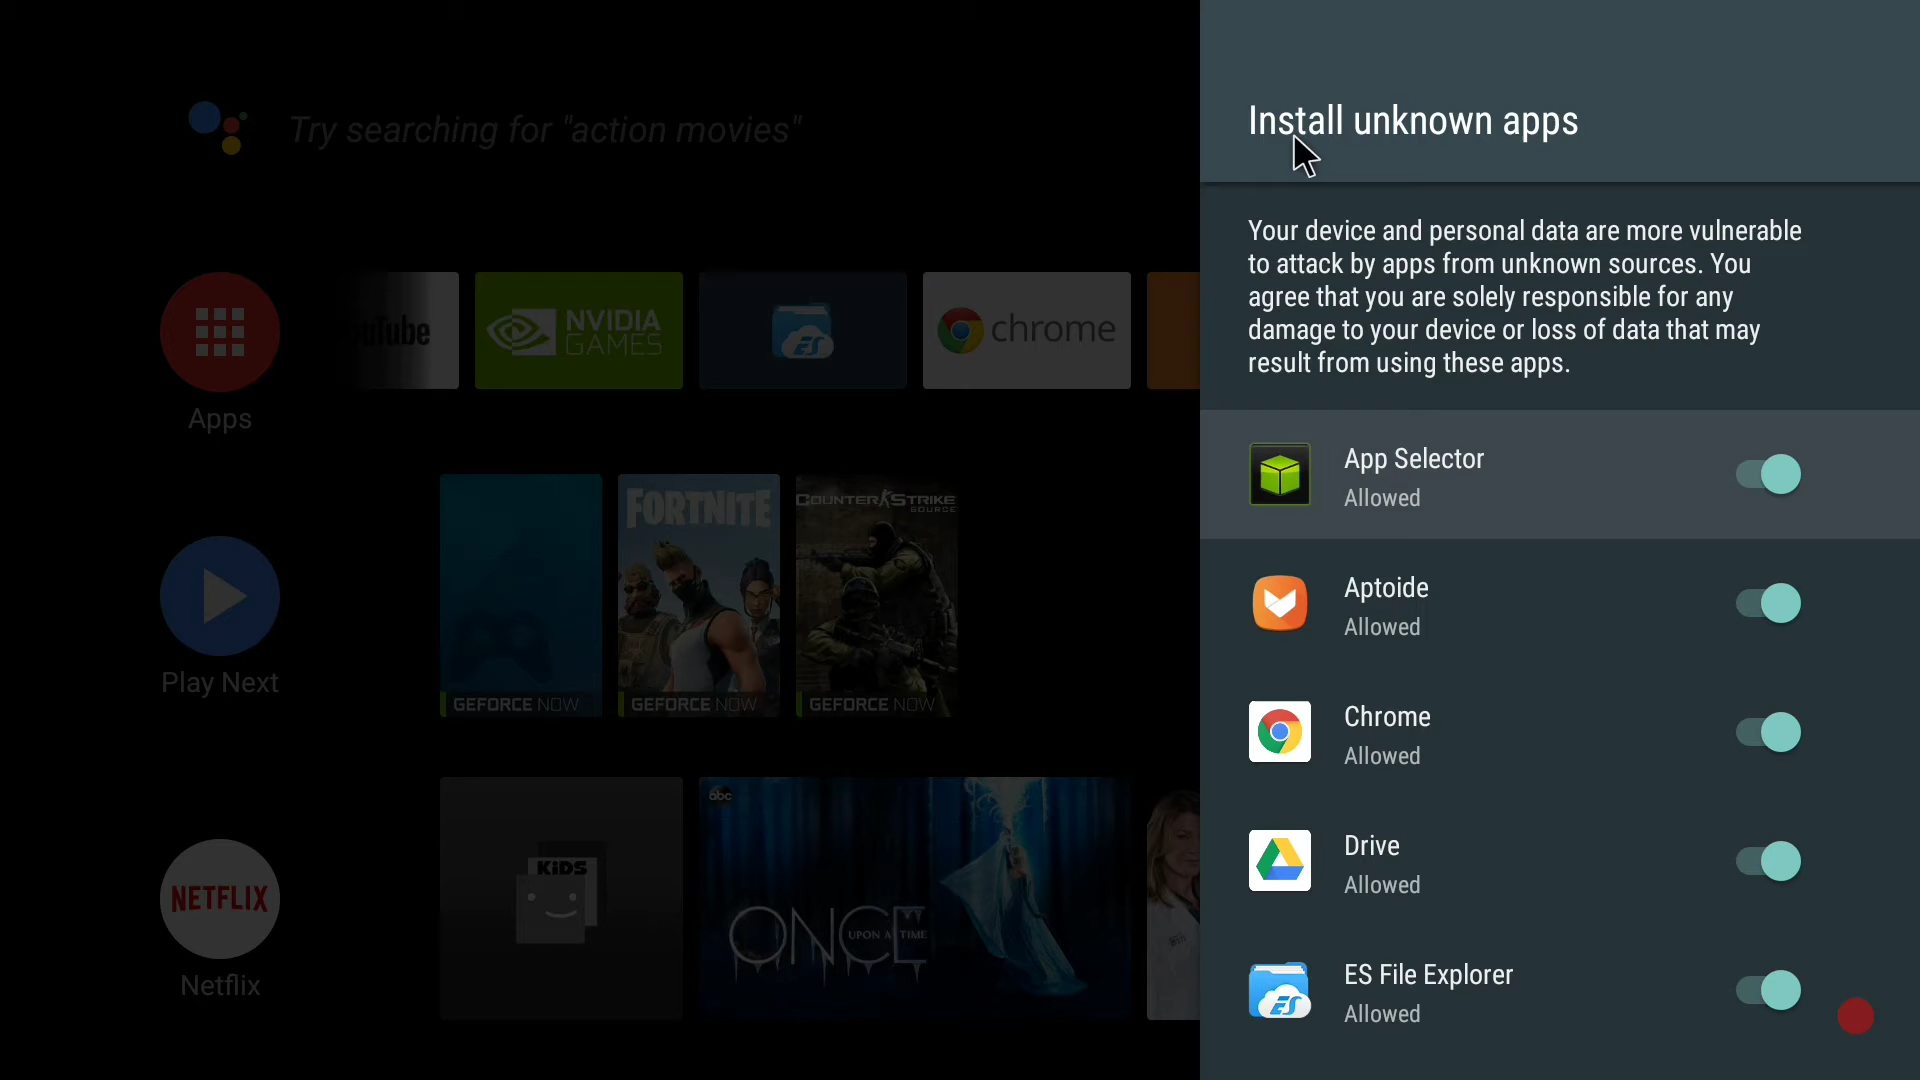 Try searching for "action movies"
Install unknown apps
Your device and personal data are more vulnerable
to attack by apps from unknown sources. You
agree that you are solely responsible for any
damage to your device or loss of data that may
result from using these apps.
uTube
NVIDIA
GAMES
ES
chrome
Apps
App Selector
Allowed
FORTNITE
COUNTER STRIKE
SOURCE
Aptoide
Allowed
Play Next
GEFORCE NOW
GEFORCE NOW
GEFORCE NOW
Chrome
Allowed
abc
KiDS
NETFLIX
ONCE
UPON A TIME
Netflix
Drive
Allowed
ES File Explorer
Allowed
ES